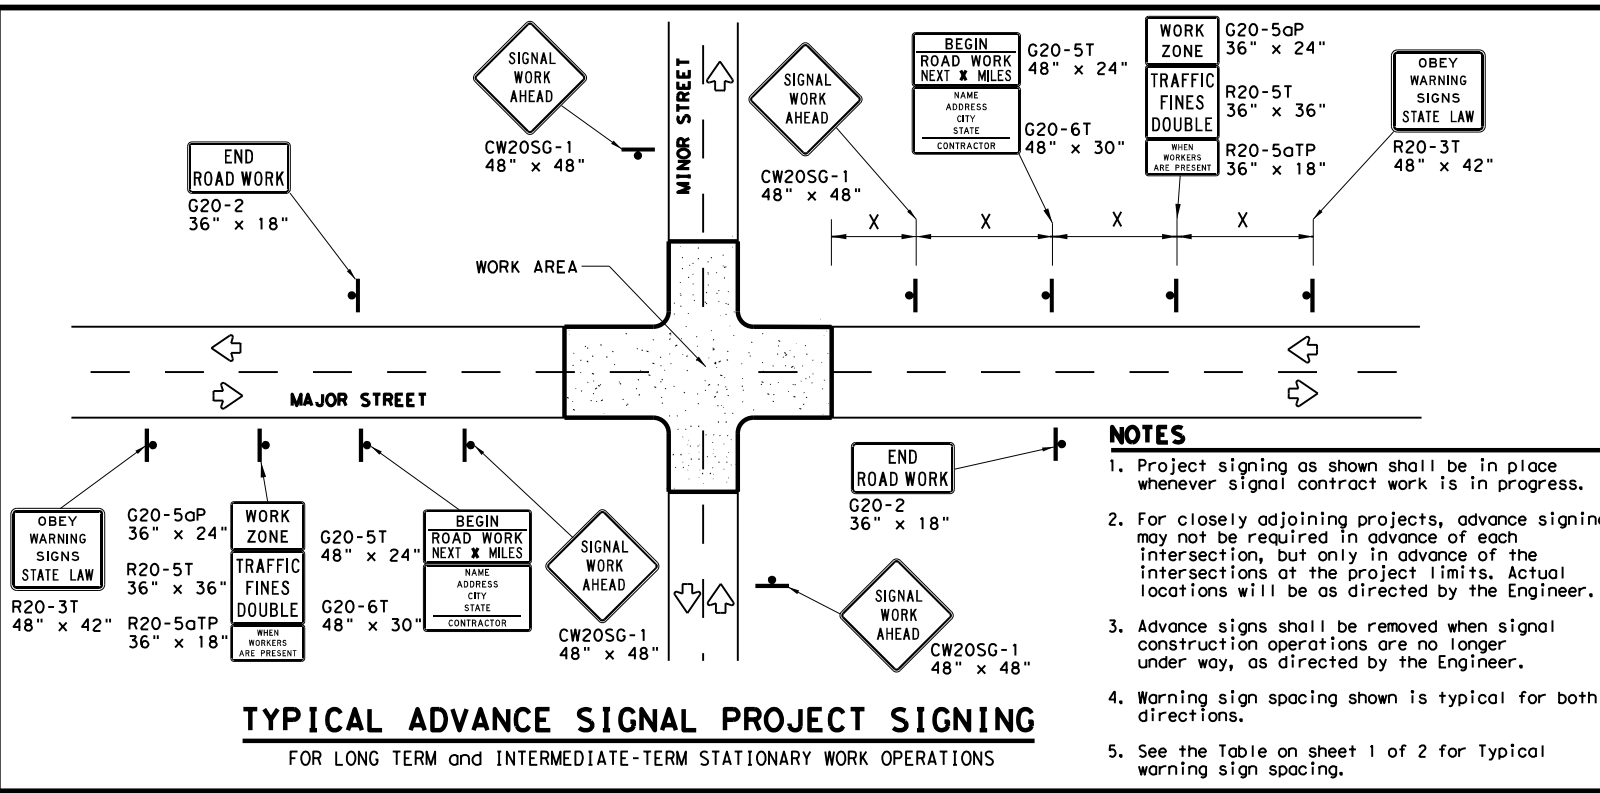 SIGNAL
WORK
AHEAD
CW20SG-1
48" x 48"
MINOR STREET
SIGNAL
WORK
AHEAD
CW20SG-1
48" x 48"
BEGIN
ROAD WORK
NEXT X MILES
NAME
ADDRESS
CITY
STATE
CONTRACTOR
G20-5T
48" x 24"
G20-6T
48" x 30"
WORK
ZONE
TRAFFIC
FINES
DOUBLE
WHEN
WORKERS
ARE PRESENT
G20-5aP
36" x 24"
R20-5T
36" x 36"
R20-5aTP
36" x 18"
OBEY
WARNING
SIGNS
STATE LAW
R20-3T
48" x 42"
END
ROAD WORK
G20-2
36" x 18"
X
X
X
X
WORK AREA
MAJOR STREET
OBEY
WARNING
SIGNS
STATE LAW
R20-3T
48" x 42"
G20-5aP
36" x 24"
R20-5T
36" x 36"
R20-5aTP
36" x 18"
WORK
ZONE
TRAFFIC
FINES
DOUBLE
WHEN
WORKERS
ARE PRESENT
G20-5T
48" x 24"
G20-6T
48" x 30"
BEGIN
ROAD WORK
NEXT X MILES
NAME
ADDRESS
CITY
STATE
CONTRACTOR
SIGNAL
WORK
AHEAD
CW20SG-1
48" x 48"
END
ROAD WORK
G20-2
36" x 18"
SIGNAL
WORK
AHEAD
CW20SG-1
48" x 48"
NOTES
1. Project signing as shown shall be in place
whenever signal contract work is in progress.
2. For closely adjoining projects, advance signing
may not be required in advance of each
intersection, but only in advance of the
intersections at the project limits. Actual
locations will be as directed by the Engineer.
3. Advance signs shall be removed when signal
construction operations are no longer
under way, as directed by the Engineer.
4. Warning sign spacing shown is typical for both
directions.
5. See the Table on sheet 1 of 2 for Typical
warning sign spacing.
TYPICAL ADVANCE SIGNAL PROJECT SIGNING
FOR LONG TERM and INTERMEDIATE-TERM STATIONARY WORK OPERATIONS